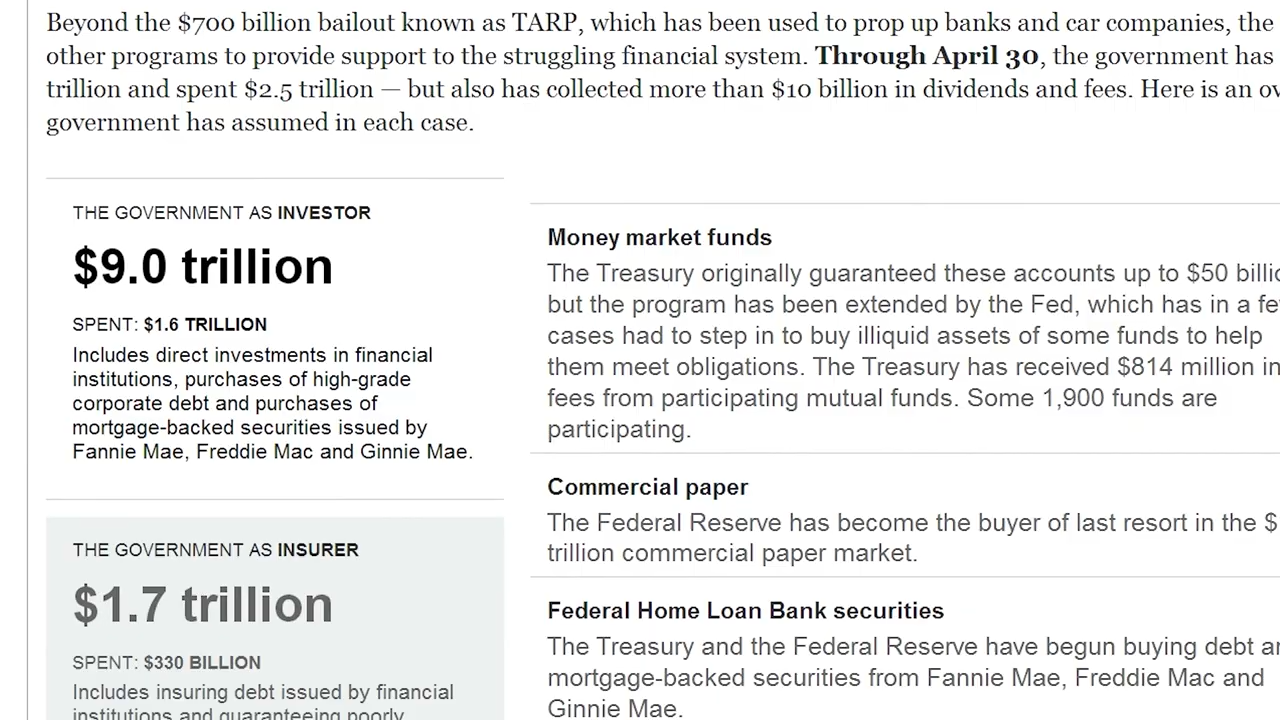 Beyond the $700 billion bailout known as TARP, which has been used to prop up banks and car companies, the
other programs to provide support to the struggling financial system. Through April 30, the government has
trillion and spent $2.5 trillion — but also has collected more than $10 billion in dividends and fees. Here is an
government has assumed in each case.
THE GOVERNMENT AS INVESTOR
$9.0 trillion
SPENT: $1.6 TRILLION
Includes direct investments in financial
institutions, purchases of high-grade
corporate debt and purchases of
mortgage-backed securities issued by
Fannie Mae, Freddie Mac and Ginnie Mae.
THE GOVERNMENT AS INSURER
$1.7 trillion
SPENT: $330 BILLION
Includes insuring debt issued by financial
institutions and guaranteeing poorly
Money market funds
The Treasury originally guaranteed these accounts up to $50
but the program has been extended by the Fed, which has in a
cases had to step in to buy illiquid assets of some funds to help
them meet obligations. The Treasury has received $814 million in
fees from participating mutual funds. Some 1,900 funds are
participating.
Commercial paper
The Federal Reserve has become the buyer of last resort in the $
trillion commercial paper market.
Federal Home Loan Bank securities
The Treasury and the Federal Reserve have begun buying debt
mortgage-backed securities from Fannie Mae, Freddie Mac and
Ginnie Mae.